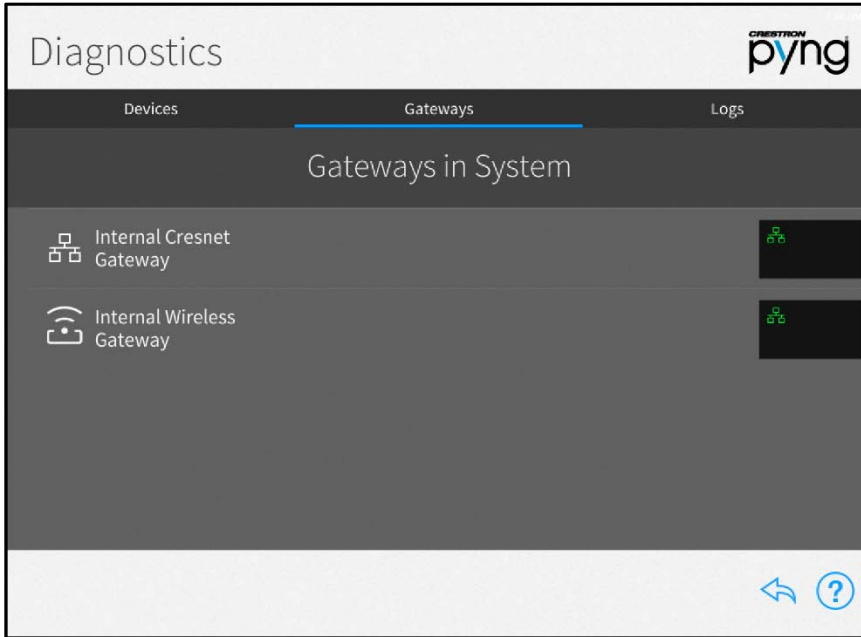 Diagnostics
CRESTRON
pyng
Devices
Gateways
Logs
Gateways in System
Internal Cresnet
Gateway
Internal Wireless
Gateway
?